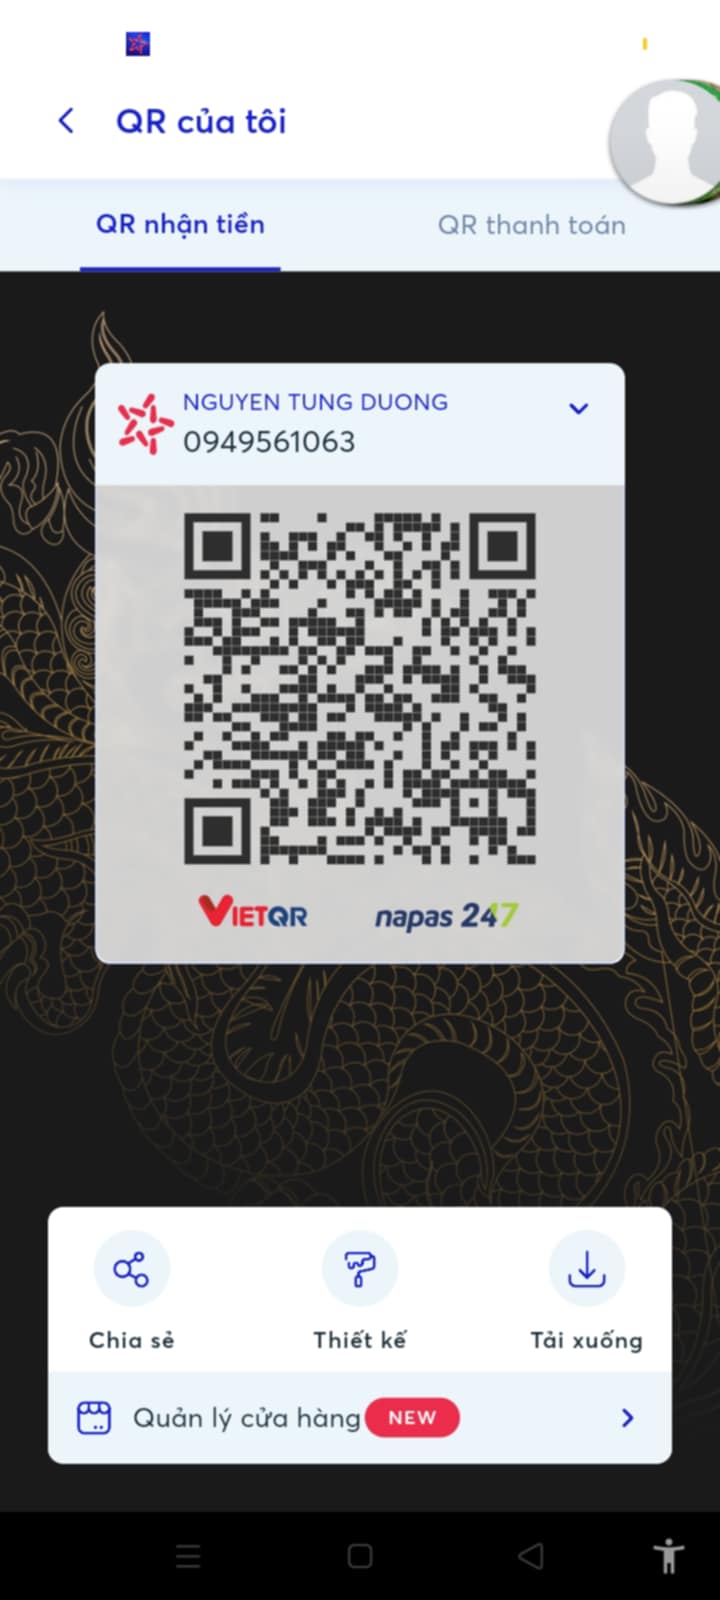 QR của tôi
QR nhận tiền
QR thanh toán
NGUYEN TUNG DUONG
0949561063
VIETQR
napas 247
Chia sẻ
Thiết kế
Tải xuống
Quản lý cửa hàng NEW